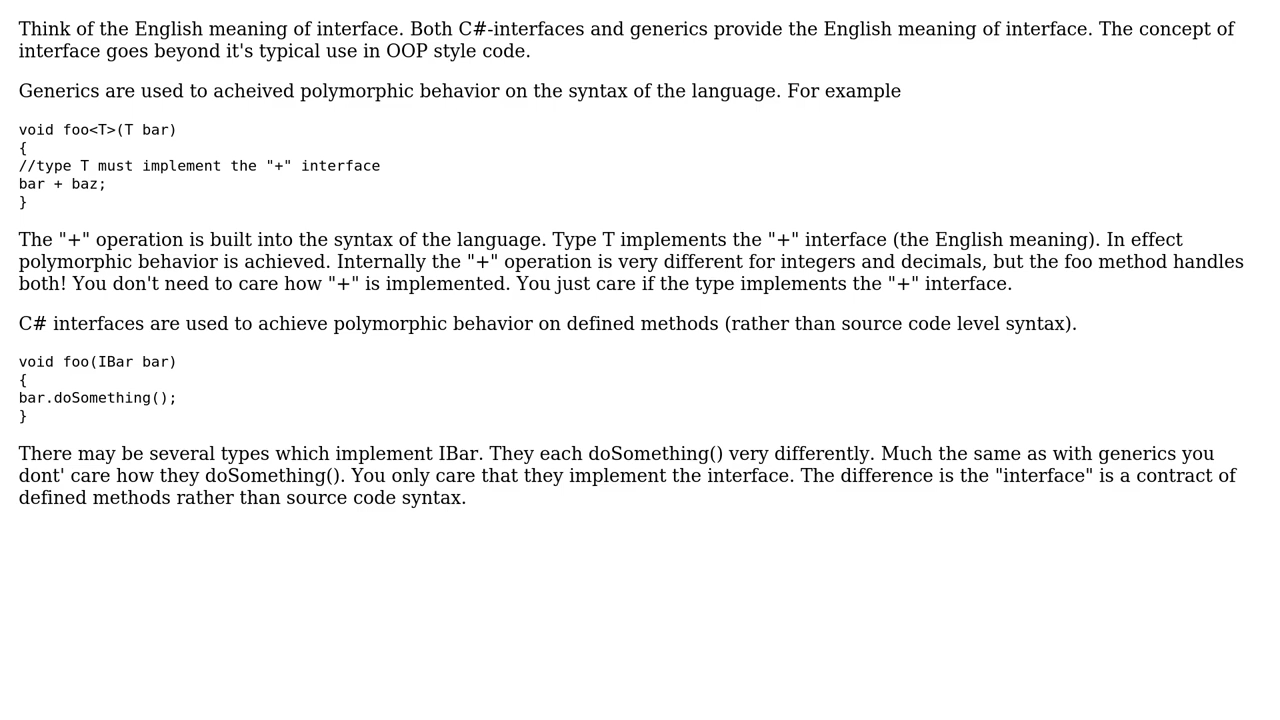 Think of the English meaning of interface. Both C#-interfaces and generics provide the English meaning of interface. The concept of
interface goes beyond it's typical use in OOP style code.
Generics are used to acheived polymorphic behavior on the syntax of the language. For example
void foo<T>(T bar)
{
//type T must implement the "+" interface
bar + baz;
}
The "+" operation is built into the syntax of the language. Type T implements the "+" interface (the English meaning). In effect
polymorphic behavior is achieved. Internally the "+" operation is very different for integers and decimals, but the foo method handles
both! You don't need to care how "+" is implemented. You just care if the type implements the "+" interface.
C# interfaces are used to achieve polymorphic behavior on defined methods (rather than source code level syntax).
void foo(IBar bar)
{
bar.doSomething();
}
There may be several types which implement IBar. They each doSomething() very differently. Much the same as with generics you
dont' care how they doSomething(). You only care that they implement the interface. The difference is the "interface" is a contract of
defined methods rather than source code syntax.